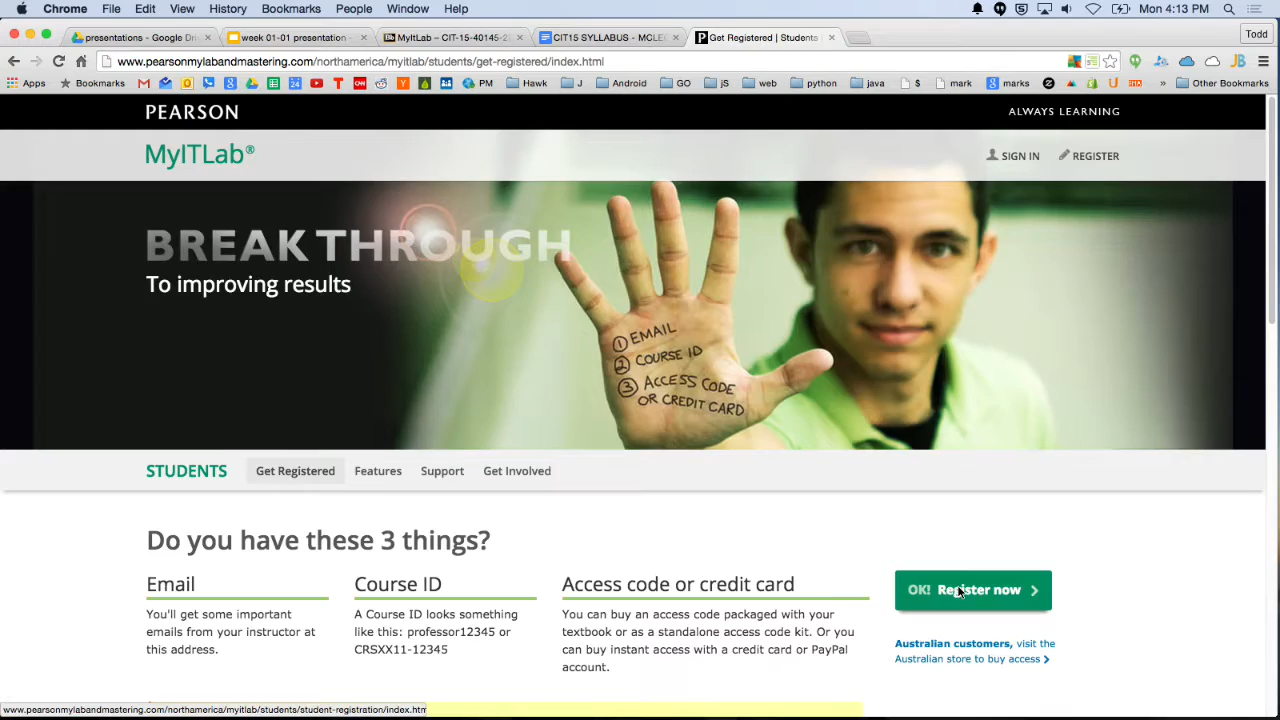 Chrome File Edit View History Bookmarks People Window Help Mon 4:13 PM
presentations - Google Dri week 01-01 presentation - MyItLab – CIT-15-40145-2 CIT15 SYLLABUS - MCLE Get Registered | Students Todd
www.pearsonmylabandmastering.com/northamerica/myitlab/students/get-registered/index.html
Apps Bookmarks PM Hawk Android GO jS web python java $ mark marks Other Bookmarks
PEARSON ALWAYS LEARNING
MyITLab® SIGN IN REGISTER
BREAK THROUGH
To improving results
1 EMAIL
2 COURSE ID
3 ACCESS CODE
OR CREDIT CARD
STUDENTS Get Registered Features Support Get Involved
Do you have these 3 things?
Email
You'll get some important
emails from your instructor at
this address.
Course ID
A Course ID looks something
like this: professor12345 or
CRSXX11-12345
Access code or credit card
You can buy an access code packaged with your
textbook or as a standalone access code kit. Or you
can buy instant access with a credit card or PayPal
account.
OK! Register now
Australian customers, visit the
Australian store to buy access
www.pearsonmylabandmastering.com/northamerica/myitlab/students/student-registration/index.htm